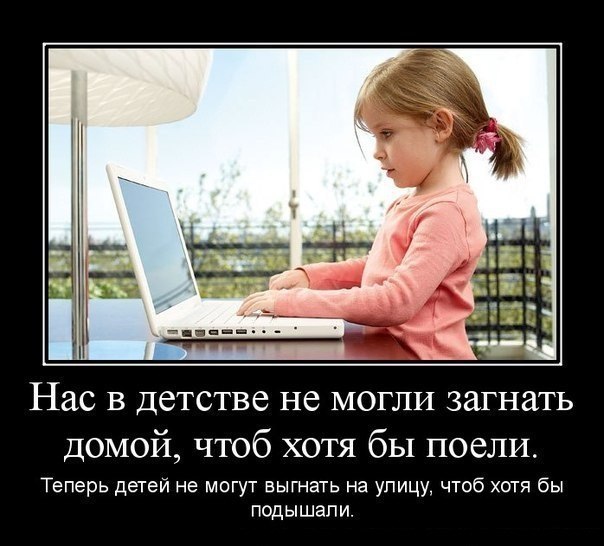 Нас в детстве не могли загнать
домой, чтоб хотя бы поели.
Теперь детей не могут выгнать на улицу, чтоб хотя бы
подышали.